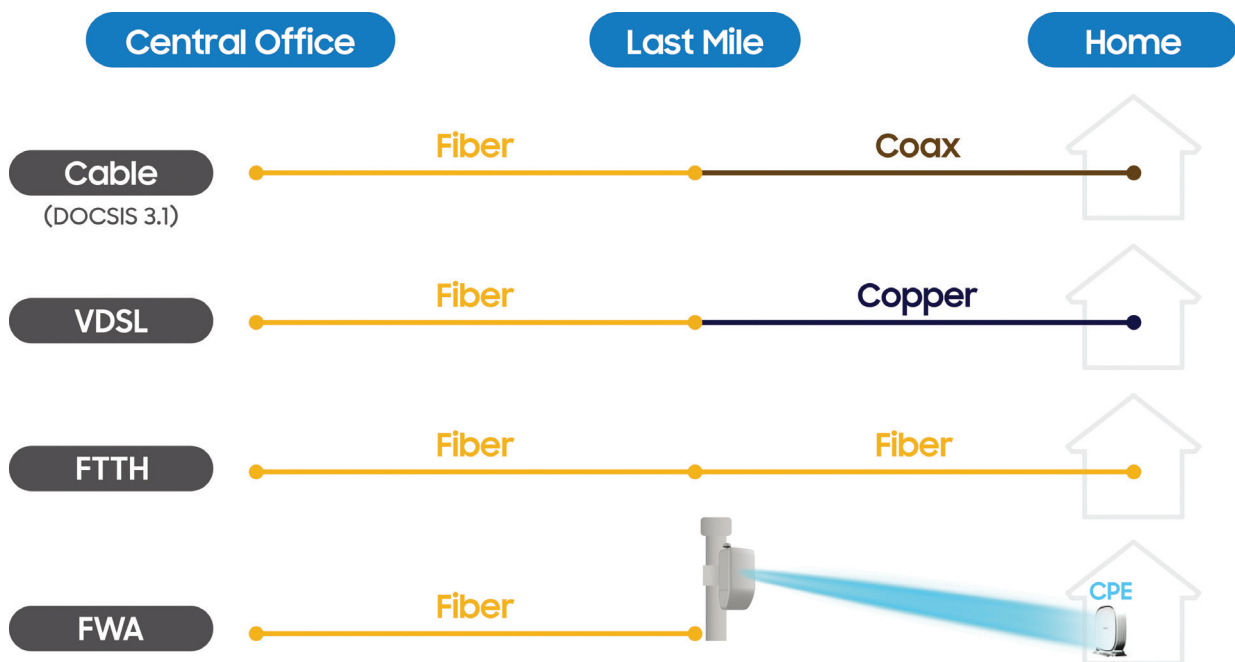 Central Office
Last Mile
Home
Cable
(DOCSIS 3.1)
Fiber
Coax
VDSL
Fiber
Copper
FTTH
Fiber
Fiber
FWA
Fiber
CPE